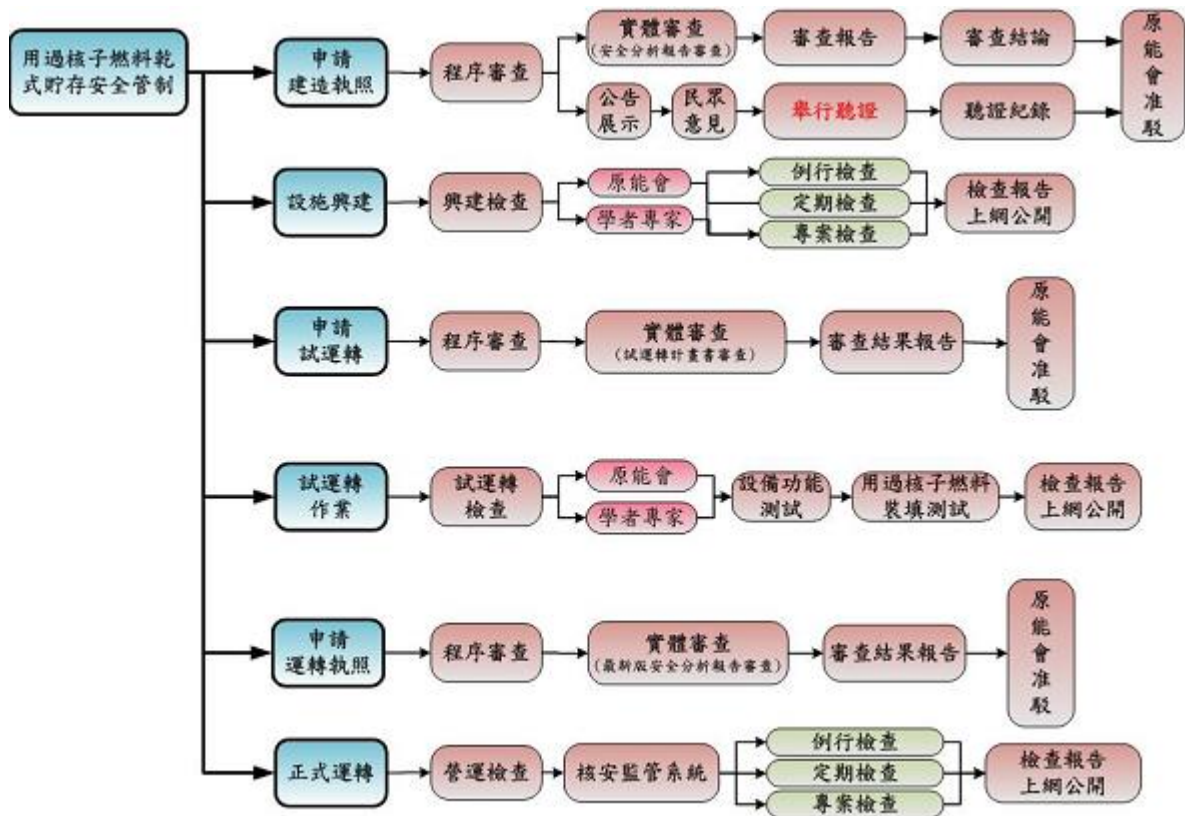 用過核子燃料乾
式貯存安全管制
申請
建造執照
程序審查
實體審查
(安全分析報告審查)
審查報告
審查結論
公告
展示
民眾
意見
舉行聽證
聽證紀錄
原
能
會
准
駁
設施興建
興建檢查
原能會
學者專家
例行檢查
定期檢查
專案檢查
檢查報告
上網公開
申請
試運轉
程序審查
實體審查
(試運轉計畫書審查)
審查結果報告
原
能
會
准
駁
試運轉
作業
試運轉
檢查
原能會
學者專家
設備功能
測試
用過核子燃料
裝填測試
檢查報告
上網公開
申請
運轉執照
程序審查
實體審查
(最新版安全分析報告審查)
審查結果報告
原
能
會
准
駁
正式運轉
營運檢查
核安監管系統
例行檢查
定期檢查
專案檢查
檢查報告
上網公開